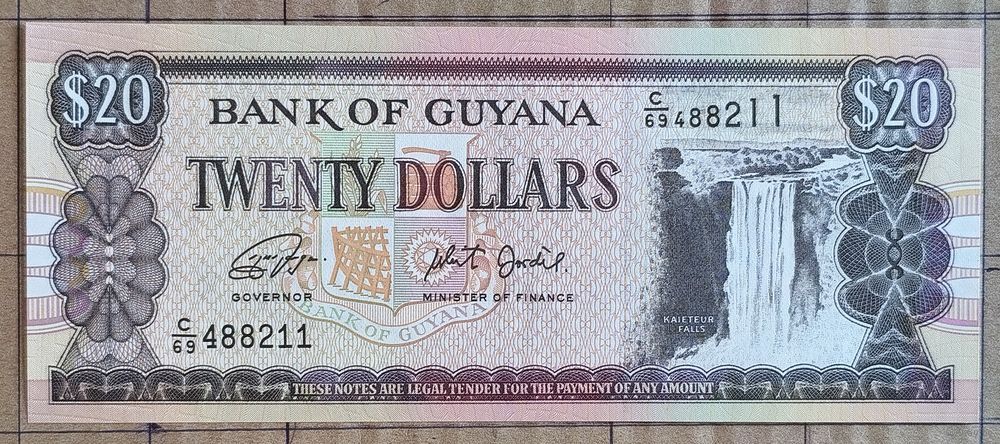 $20
$20
BANK OF GUYANA
C/69 488211
TWENTY DOLLARS
GOVERNOR
MINISTER OF FINANCE
BANK OF GUYANA
KAIETEUR
FALLS
C/69 488211
THESE NOTES ARE LEGAL TENDER FOR THE PAYMENT OF ANY AMOUNT